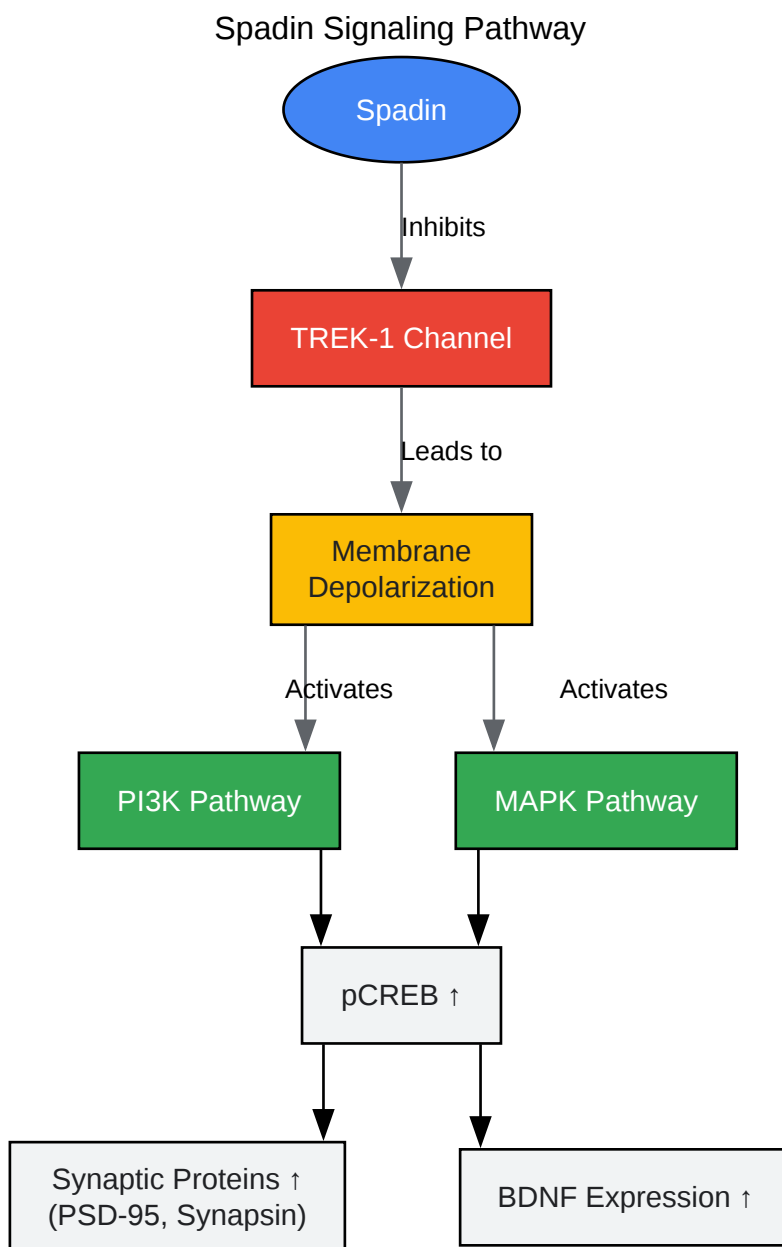 Spadin Signaling Pathway
Spadin
Inhibits
TREK-1 Channel
Leads to
Membrane
Depolarization
Activates
Activates
PI3K Pathway
MAPK Pathway
pCREB ↑
Synaptic Proteins ↑
(PSD-95, Synapsin)
BDNF Expression ↑